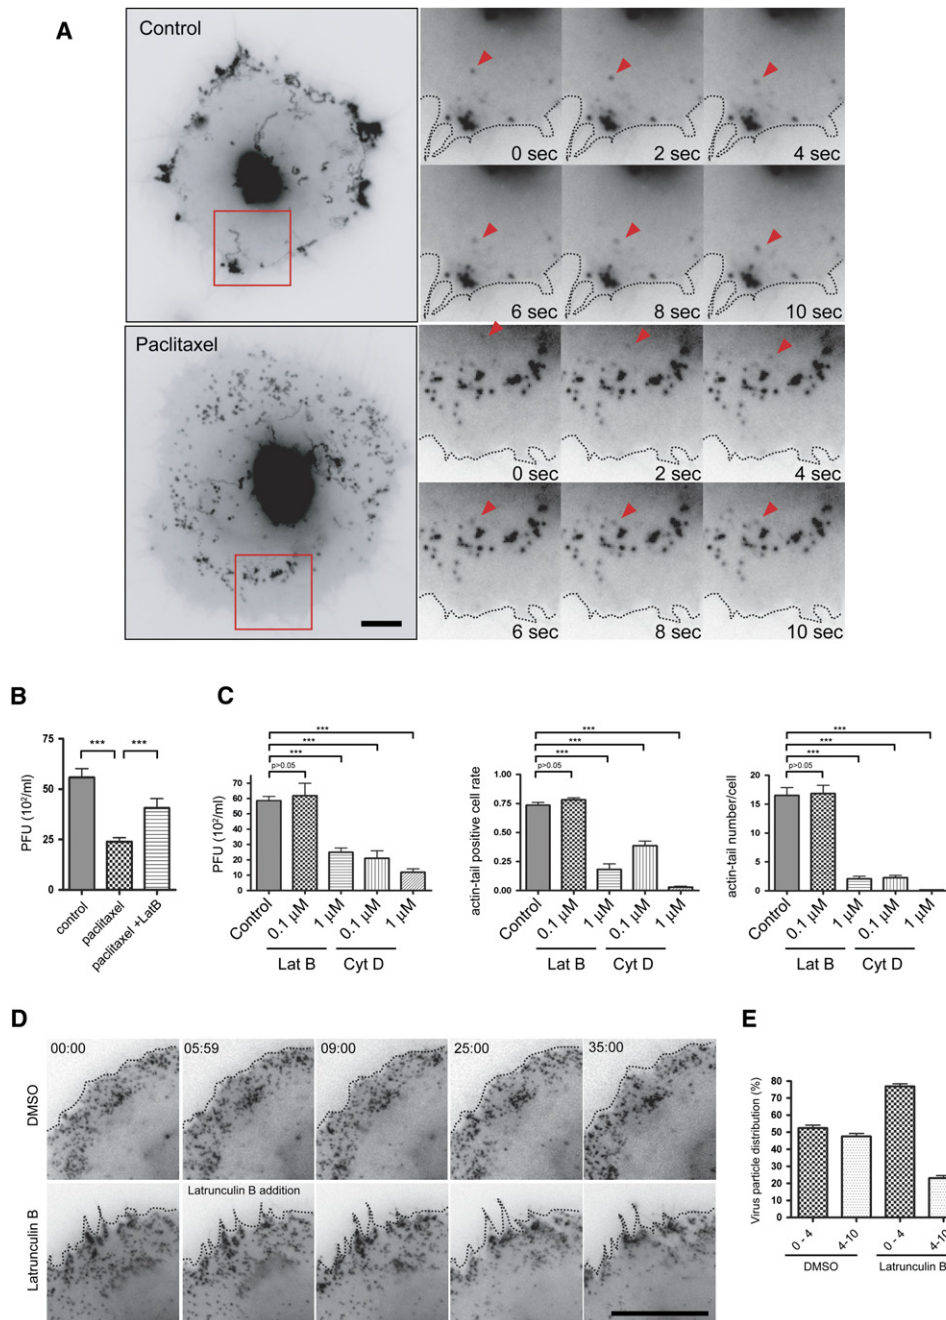 A
Control
0 sec
2 sec
4 sec
6 sec
8 sec
10 sec
Paclitaxel
0 sec
2 sec
4 sec
6 sec
8 sec
10 sec
B
PFU (10²/ml)
75
50
25
0
***
***
control
paclitaxel
paclitaxel +LatB
C
PFU (10²/ml)
80
70
60
50
40
30
20
10
0
***
***
***
p>0.05
Control
0.1 µM
1 µM
0.1 µM
1 µM
Lat B
Cyt D
actin-tail positive cell rate
1.00
0.75
0.50
0.25
0.00
***
***
***
p>0.05
Control
0.1 µM
1 µM
0.1 µM
1 µM
Lat B
Cyt D
actin-tail number/cell
20
15
10
5
0
***
***
***
p>0.05
Control
0.1 µM
1 µM
0.1 µM
1 µM
Lat B
Cyt D
D
DMSO
00:00
05:59
09:00
25:00
35:00
Latrunculin B
Latrunculin B addition
E
Virus particle distribution (%)
80
70
60
50
40
30
20
10
0
0 - 4
4-10
0 - 4
4-10
DMSO
Latrunculin B